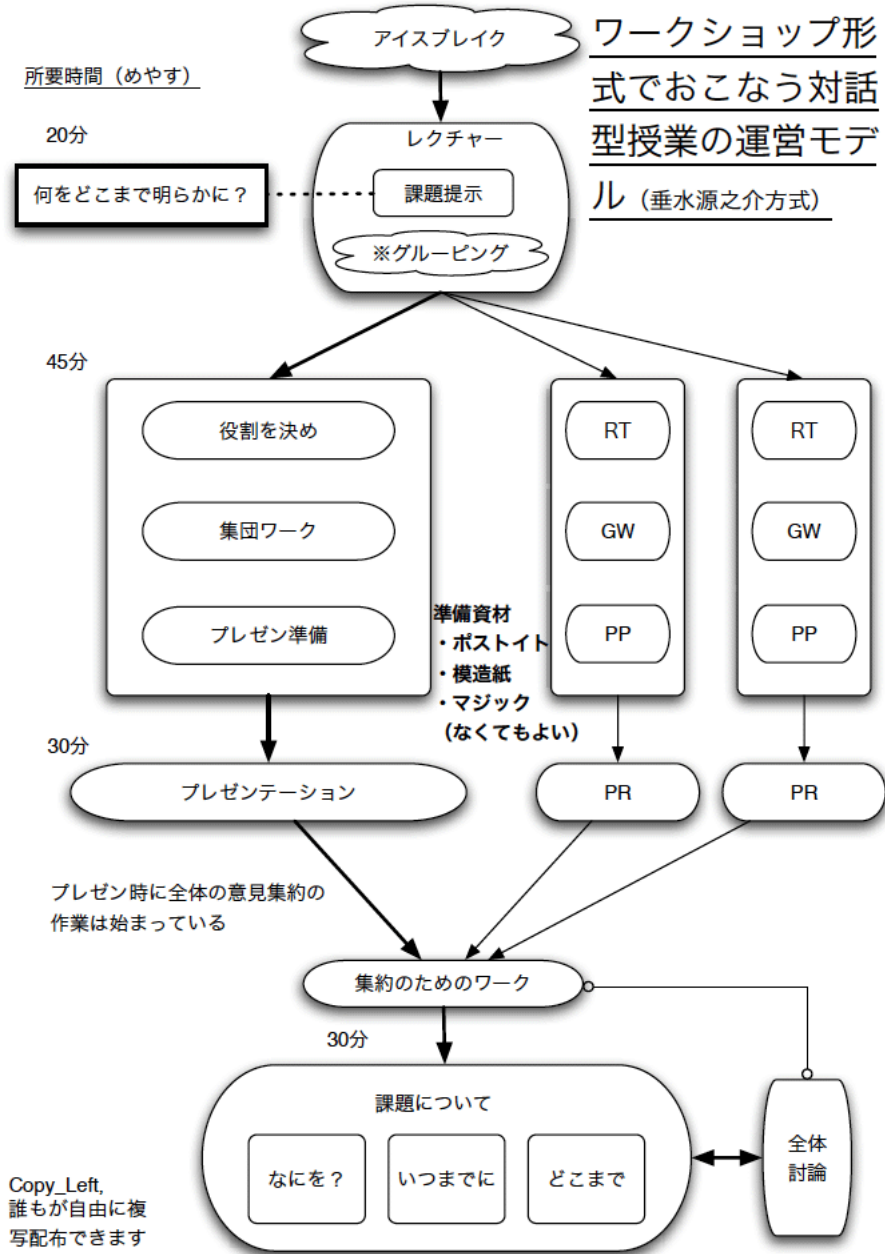 アイスブレイク
ワークショップ形
式でおこなう対話
型授業の運営モデ
ル（垂水源之介方式）
所要時間（めやす）
20分
レクチャー
何をどこまで明らかに？
課題提示
※グルーピング
45分
役割を決め
RT
RT
集団ワーク
GW
GW
プレゼン準備
PP
PP
準備資材
・ポストイト
・模造紙
・マジック
（なくてもよい）
30分
プレゼンテーション
PR
PR
プレゼン時に全体の意見集約の
作業は始まっている
集約のためのワーク
30分
課題について
なにを？
いつまでに
どこまで
全体
討論
Copy_Left,
誰もが自由に複
写配布できます